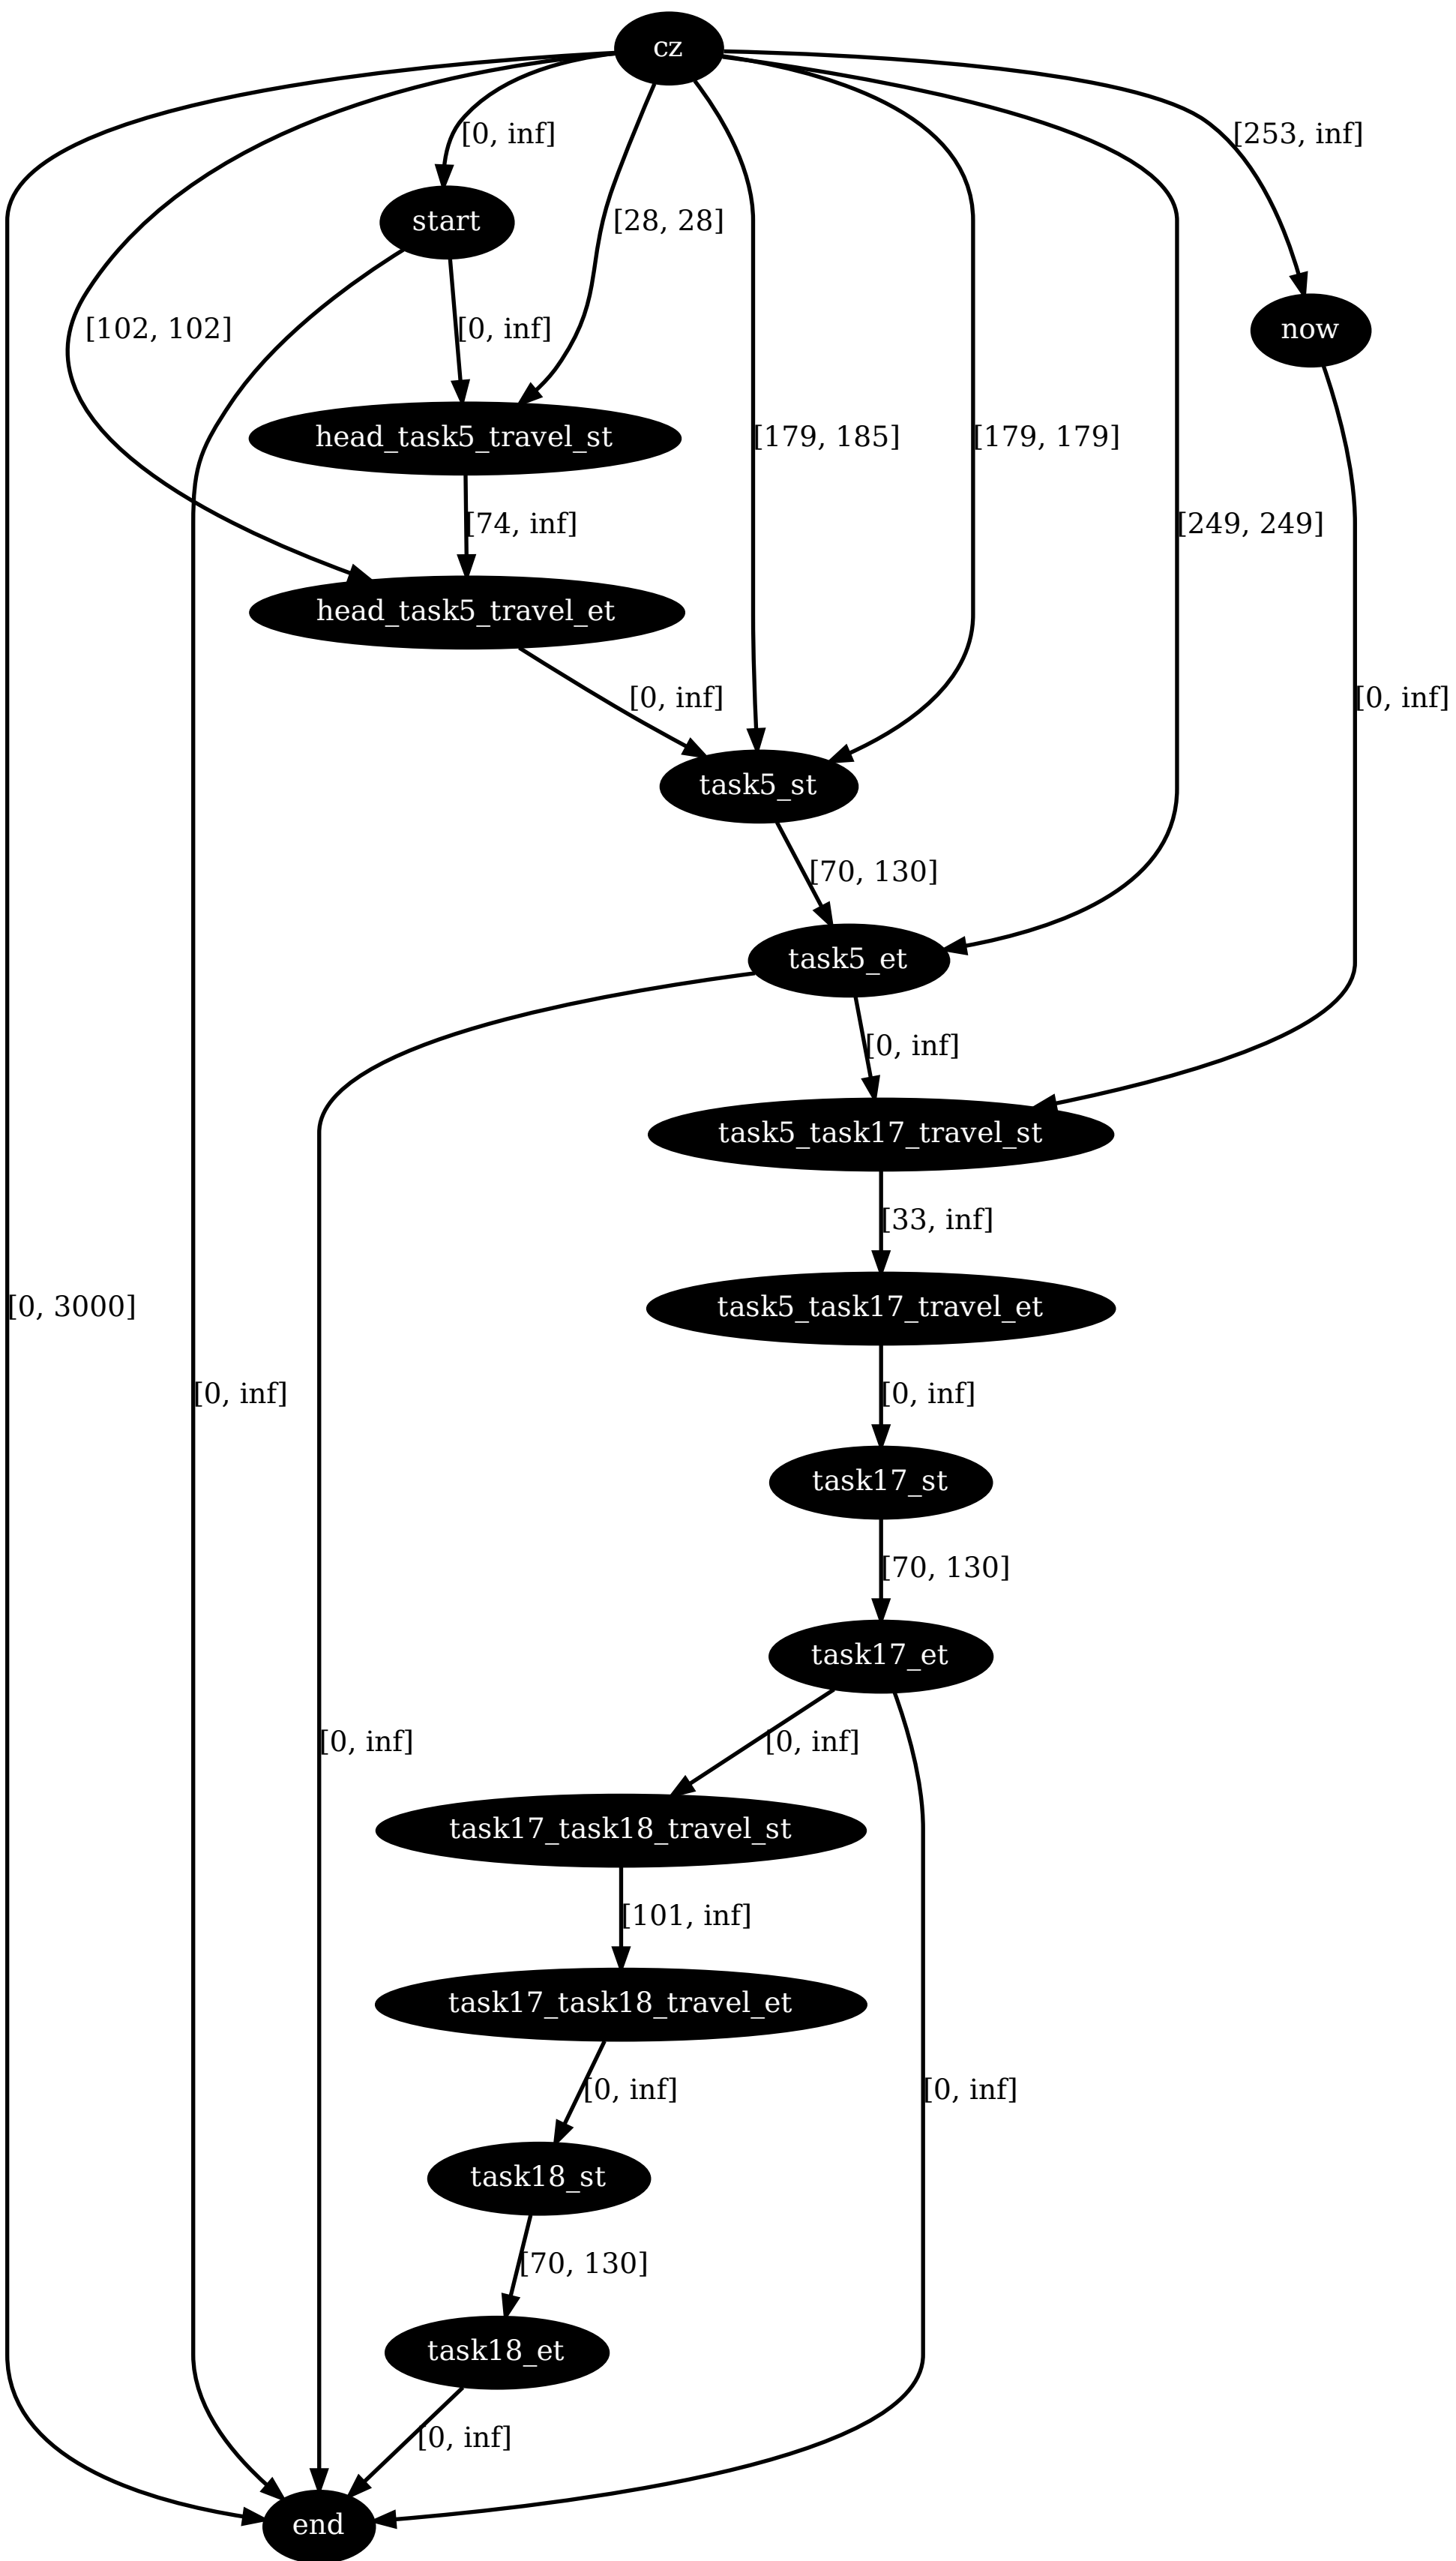 cz
[0, inf]
[253, inf]
start
[28, 28]
[102, 102]
[0, inf]
now
head_task5_travel_st
[179, 185]
[179, 179]
[74, inf]
[249, 249]
head_task5_travel_et
[0, inf]
[0, inf]
task5_st
[70, 130]
task5_et
[0, inf]
task5_task17_travel_st
[33, inf]
[0, 3000]
task5_task17_travel_et
[0, inf]
[0, inf]
task17_st
[70, 130]
task17_et
[0, inf]
[0, inf]
task17_task18_travel_st
[101, inf]
task17_task18_travel_et
[0, inf]
[0, inf]
task18_st
[70, 130]
task18_et
[0, inf]
end